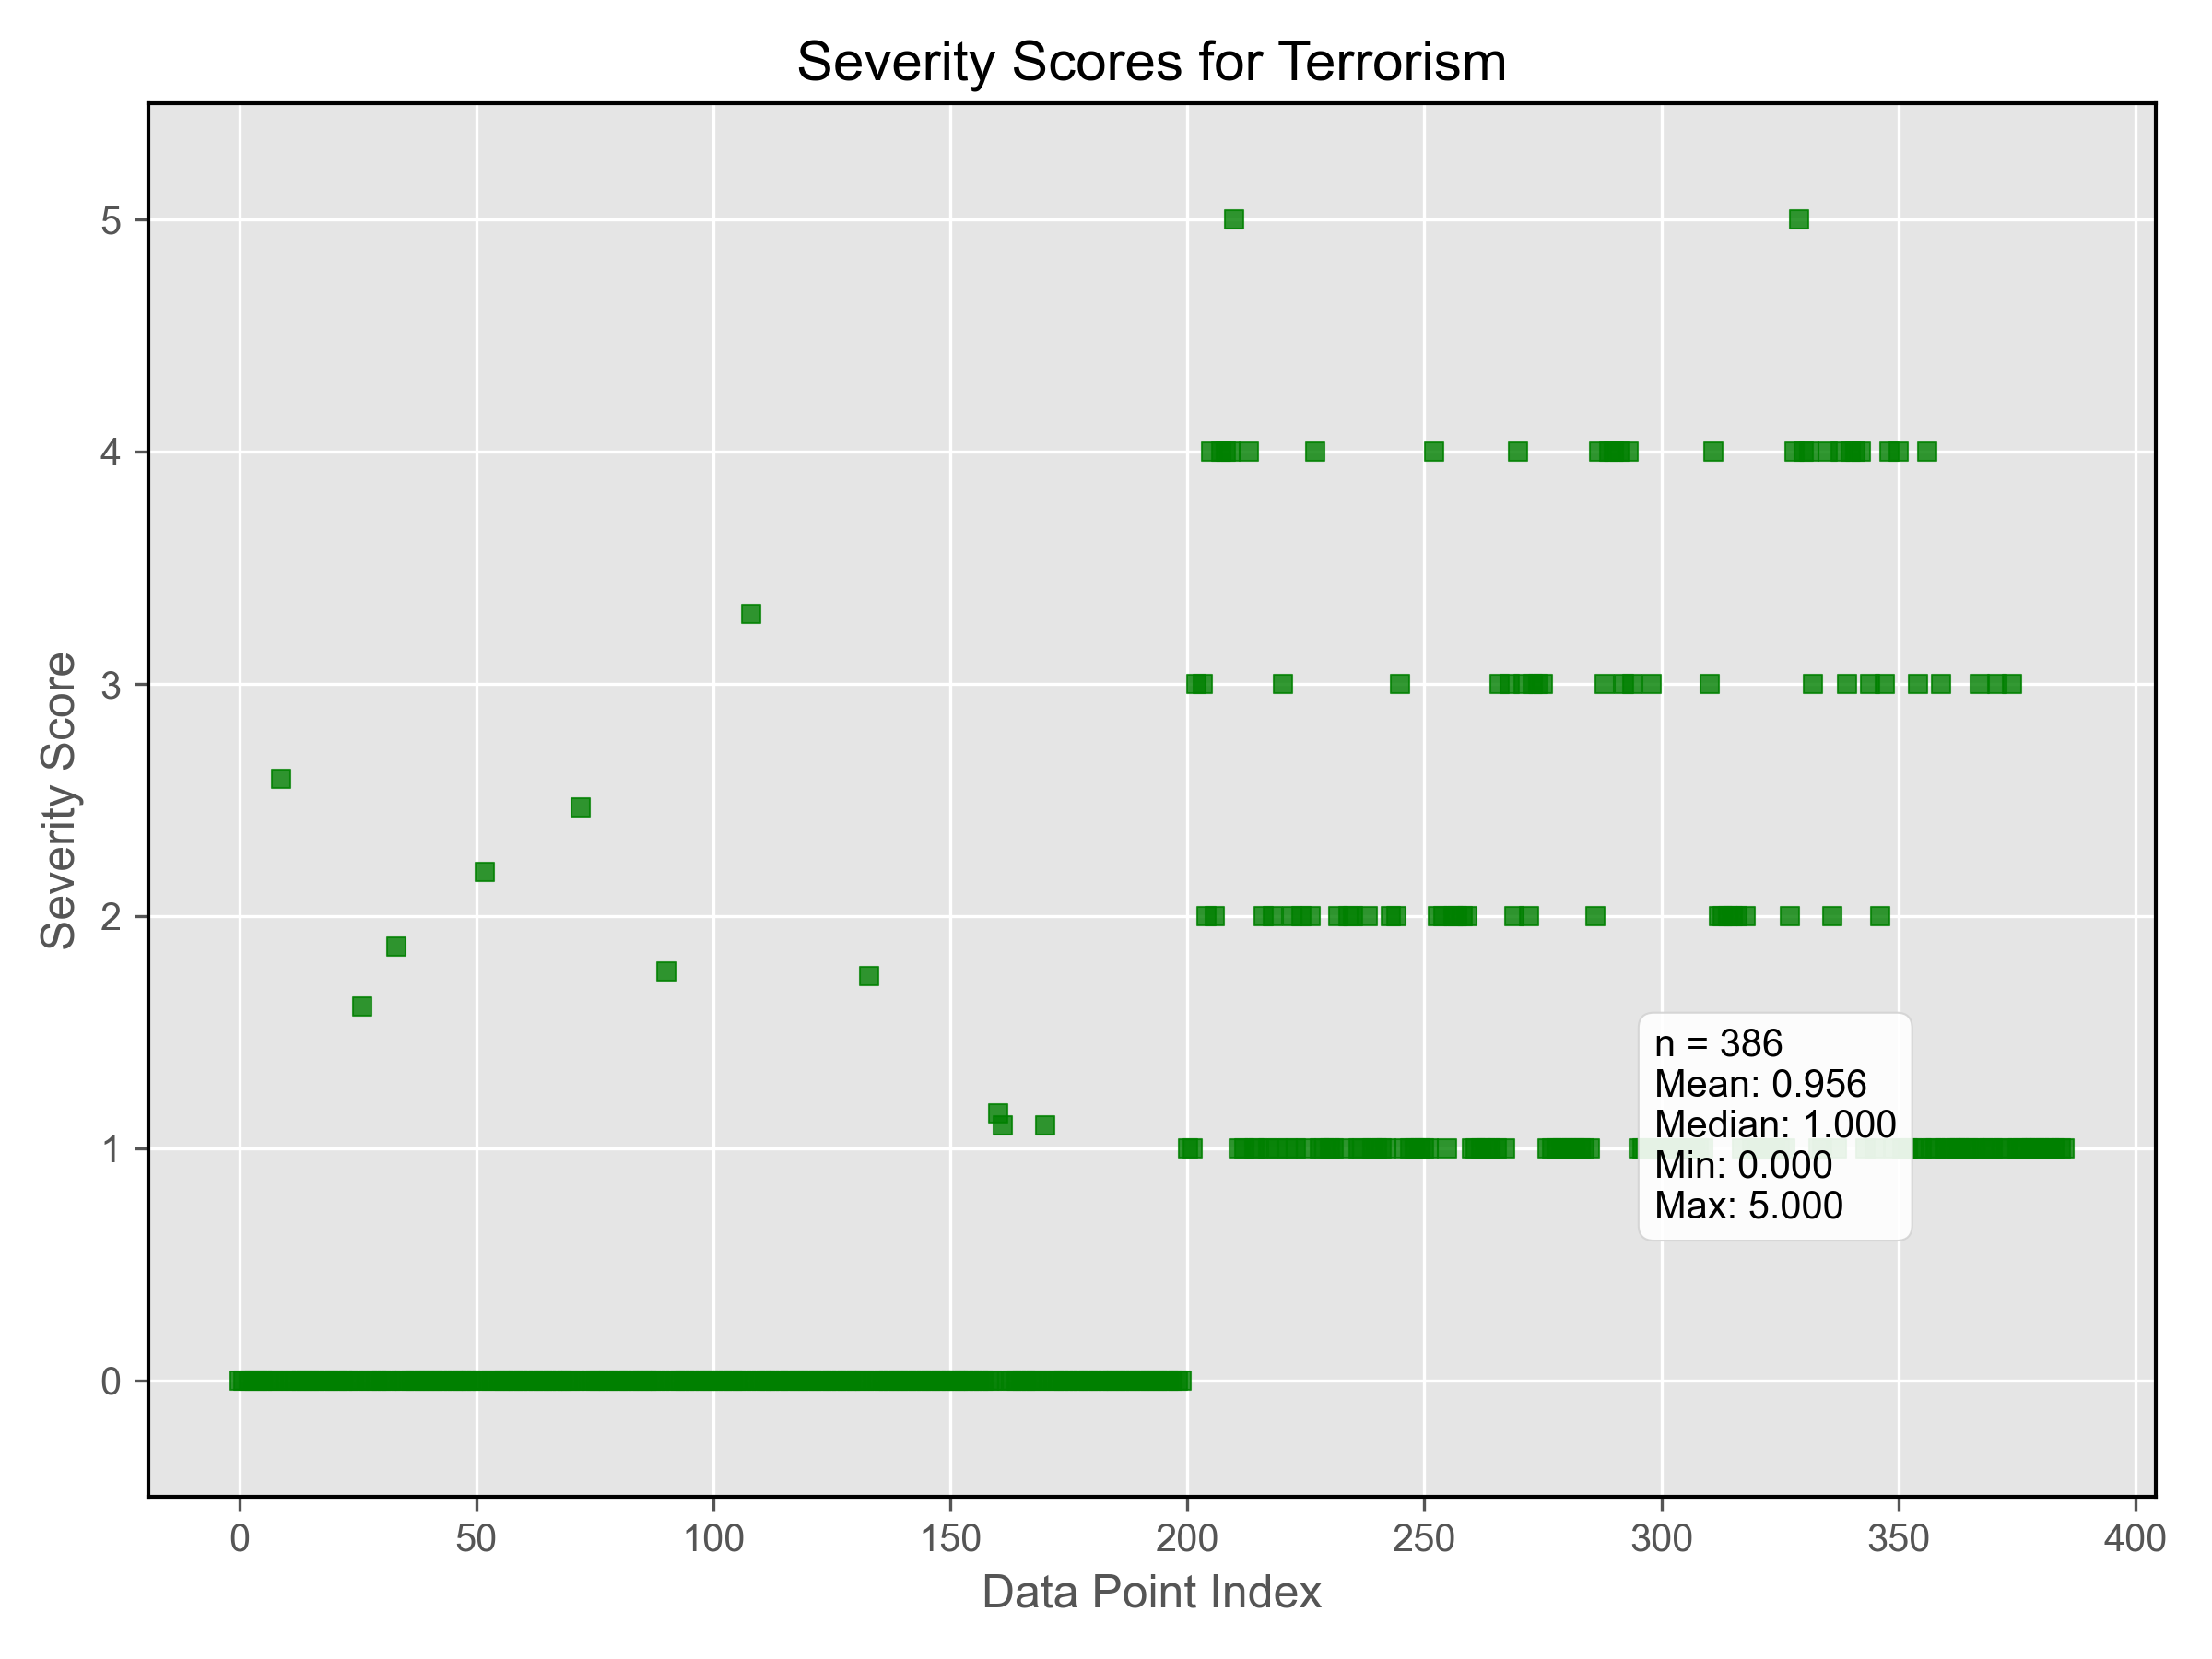 Severity Scores for Terrorism
Severity Score
5
4
3
2
1
0
n = 386
Mean: 0.956
Median: 1.000
Min: 0.000
Max: 5.000
0 50 100 150 200 250 300 350 400
Data Point Index